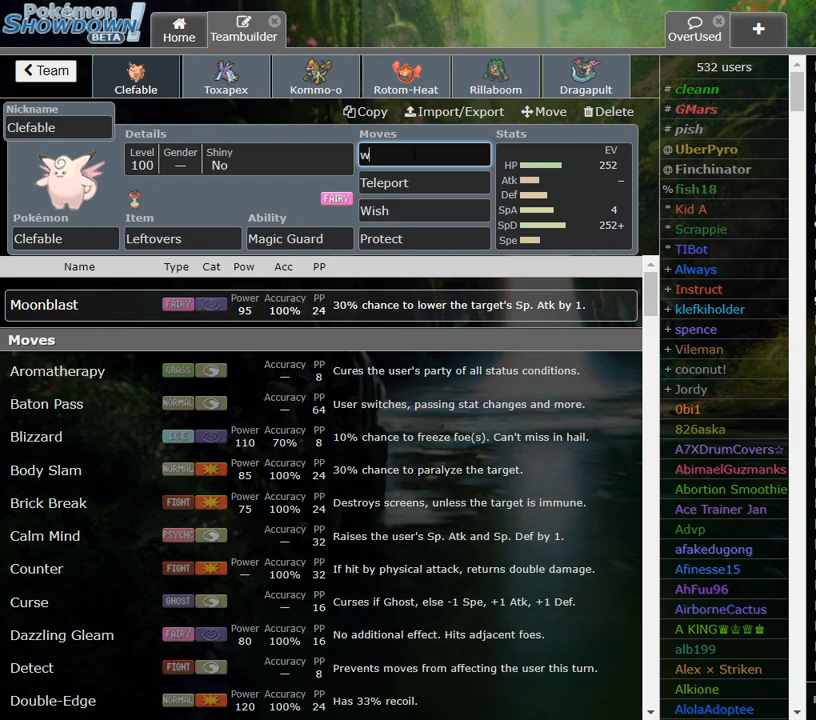 Pokémon
SHOWDOWN!
BETA
Home
Teambuilder
OverUsed
+
< Team
Clefable
Toxapex
Kommo-o
Rotom-Heat
Rillaboom
Dragapult
532 users
Copy
Import/Export
Move
Delete
Nickname
Clefable
Details
Level
100
Gender
—
Shiny
No
FAIRY
Pokémon
Clefable
Item
Leftovers
Ability
Magic Guard
Moves
w
Teleport
Wish
Protect
Stats
EV
HP 252
Atk –
Def
SpA 4
SpD 252+
Spe
Name Type Cat Pow Acc PP
Moonblast FAIRY Power 95 Accuracy 100% PP 24 30% chance to lower the target's Sp. Atk by 1.
Moves
Aromatherapy GRASS Accuracy — PP 8 Cures the user's party of all status conditions.
Baton Pass NORMAL Accuracy — PP 64 User switches, passing stat changes and more.
Blizzard ICE Power 110 Accuracy 70% PP 8 10% chance to freeze foe(s). Can't miss in hail.
Body Slam NORMAL Power 85 Accuracy 100% PP 24 30% chance to paralyze the target.
Brick Break FIGHT Power 75 Accuracy 100% PP 24 Destroys screens, unless the target is immune.
Calm Mind PSYCHC Accuracy — PP 32 Raises the user's Sp. Atk and Sp. Def by 1.
Counter FIGHT Power — Accuracy 100% PP 32 If hit by physical attack, returns double damage.
Curse GHOST Accuracy — PP 16 Curses if Ghost, else -1 Spe, +1 Atk, +1 Def.
Dazzling Gleam FAIRY Power 80 Accuracy 100% PP 16 No additional effect. Hits adjacent foes.
Detect FIGHT Accuracy — PP 8 Prevents moves from affecting the user this turn.
Double-Edge NORMAL Power 120 Accuracy 100% PP 24 Has 33% recoil.
# cleann
# GMars
# pish
@ UberPyro
@ Finchinator
% fish18
* Kid A
* Scrappie
* TIBot
+ Always
+ Instruct
+ klefkiholder
+ spence
+ Vileman
+ coconut!
+ Jordy
0bi1
826aska
A7XDrumCovers☆
AbimaelGuzmanks
Abortion Smoothie
Ace Trainer Jan
Advp
afakedugong
Afinesse15
AhFuu96
AirborneCactus
A KING♛♔♕♚
alb199
Alex × Striken
Alkione
AlolaAdoptee